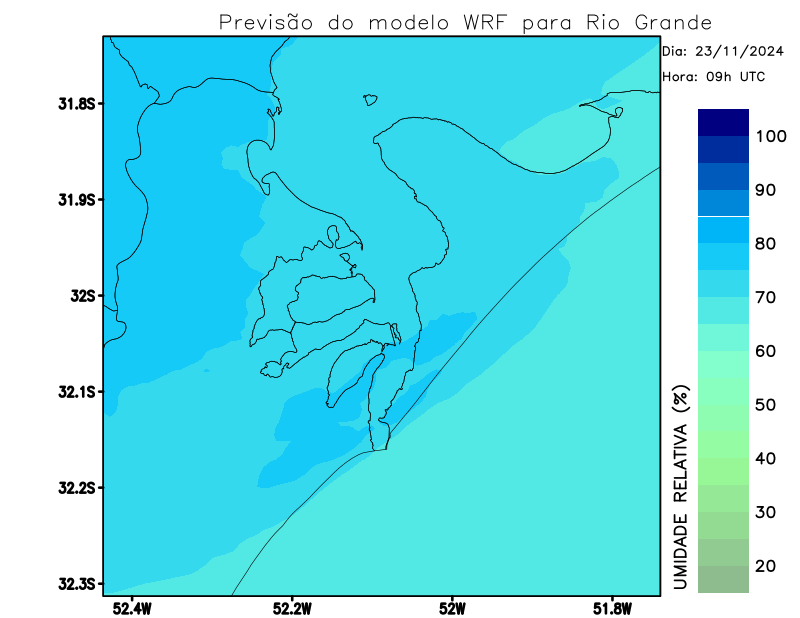 Previsão do modelo WRF para Rio Grande
Dia: 23/11/2024
Hora: 09h UTC
31.8S
31.9S
32S
32.1S
32.2S
32.3S
52.4W
52.2W
52W
51.8W
100
90
80
70
60
50
40
30
20
UMIDADE RELATIVA (%)